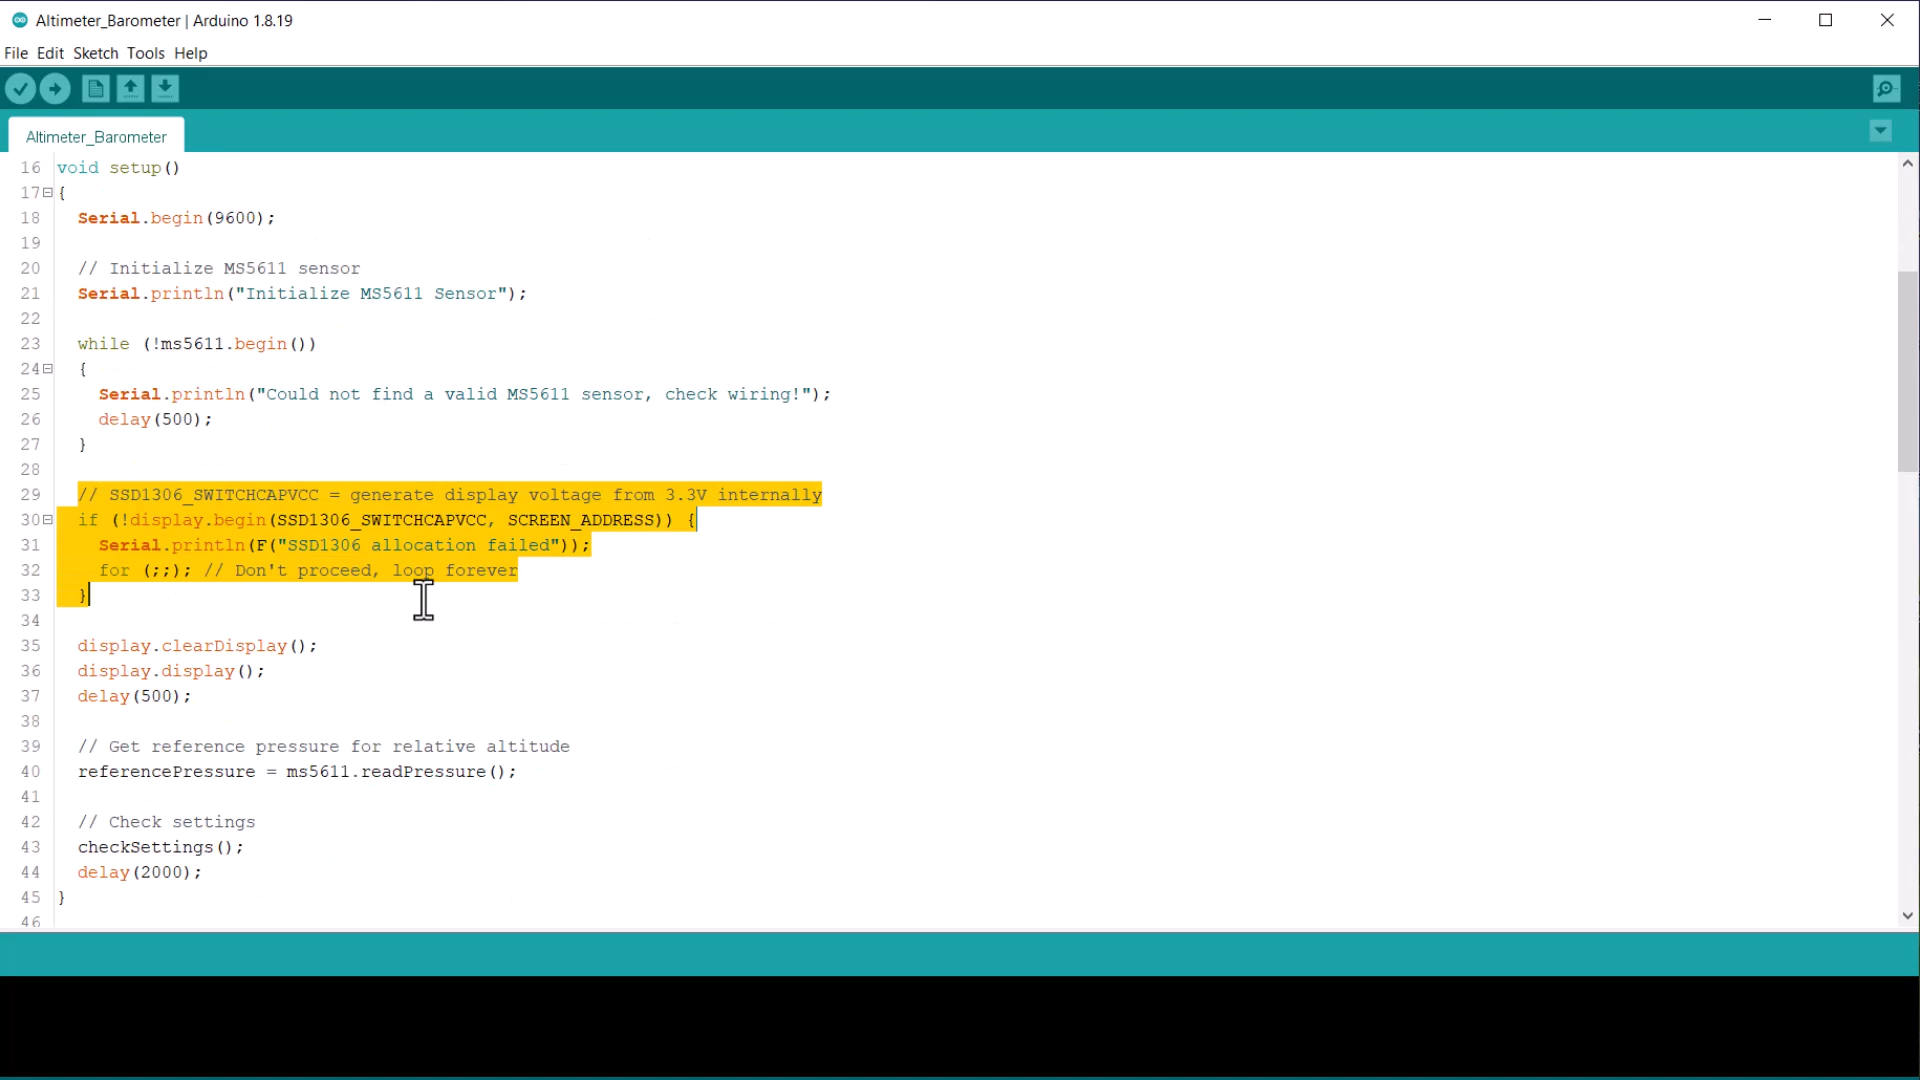 Altimeter_Barometer | Arduino 1.8.19
File Edit Sketch Tools Help
Altimeter_Barometer
16 void setup()
17 {
18 Serial.begin(9600);
19
20 // Initialize MS5611 sensor
21 Serial.println("Initialize MS5611 Sensor");
22
23 while (!ms5611.begin())
24 {
25 Serial.println("Could not find a valid MS5611 sensor, check wiring!");
26 delay(500);
27 }
28
29 // SSD1306_SWITCHCAPVCC = generate display voltage from 3.3V internally
30 if (!display.begin(SSD1306_SWITCHCAPVCC, SCREEN_ADDRESS)) {
31 Serial.println(F("SSD1306 allocation failed"));
32 for (;;); // Don't proceed, loop forever
33 }
34
35 display.clearDisplay();
36 display.display();
37 delay(500);
38
39 // Get reference pressure for relative altitude
40 referencePressure = ms5611.readPressure();
41
42 // Check settings
43 checkSettings();
44 delay(2000);
45 }
46